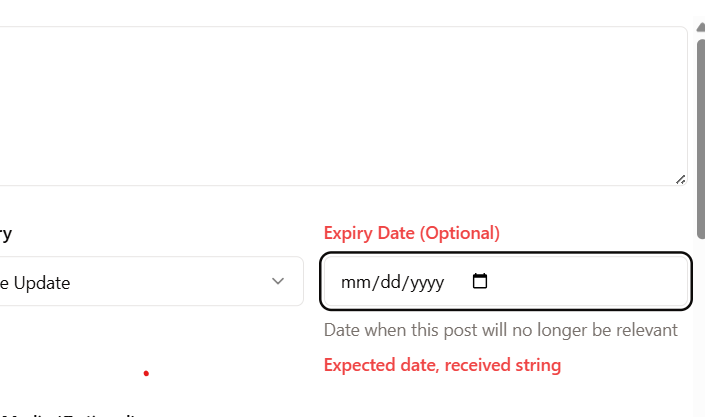 ry
Expiry Date (Optional)
e Update
mm/dd/yyyy
Date when this post will no longer be relevant
Expected date, received string